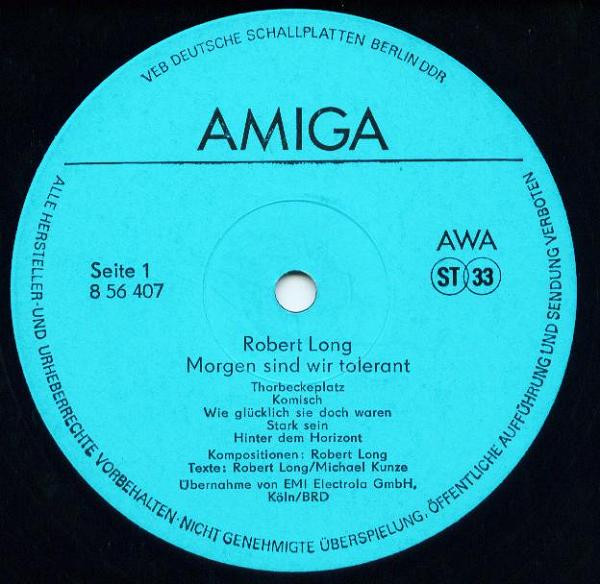 VEB DEUTSCHE SCHALLPLATTEN BERLIN DDR
AMIGA
Seite 1
8 56 407
AWA
ST 33
Robert Long
Morgen sind wir tolerant
Thorbeckeplatz
Komisch
Wie glücklich sie doch waren
Stark sein
Hinter dem Horizont
Kompositionen: Robert Long
Texte: Robert Long/Michael Kunze
Übernahme von EMI Electrola GmbH,
Köln/BRD
ALLE HERSTELLER- UND URHEBERRECHTE VORBEHALTEN · NICHT GENEHMIGTE ÜBERSPIELUNG, ÖFFENTLICHE AUFFÜHRUNG UND SENDUNG VERBOTEN